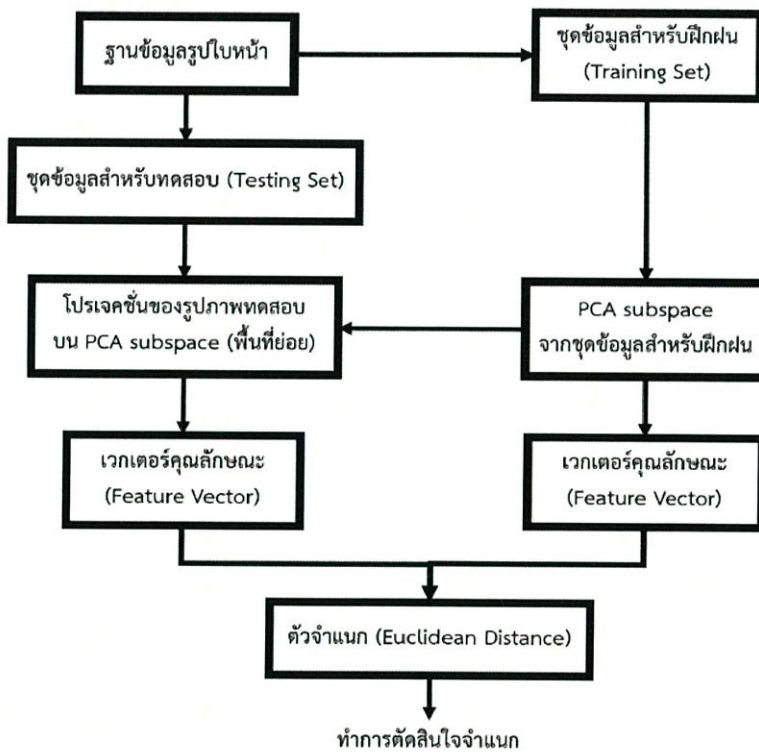 ฐานข้อมูลรูปใบหน้า
ชุดข้อมูลสำหรับฝึกฝน
(Training Set)
ชุดข้อมูลสำหรับทดสอบ (Testing Set)
โปรเจคชั่นของรูปภาพทดสอบ
บน PCA subspace (พื้นที่ย่อย)
PCA subspace
จากชุดข้อมูลสำหรับฝึกฝน
เวกเตอร์คุณลักษณะ
(Feature Vector)
เวกเตอร์คุณลักษณะ
(Feature Vector)
ตัวจำแนก (Euclidean Distance)
ทำการตัดสินใจจำแนก